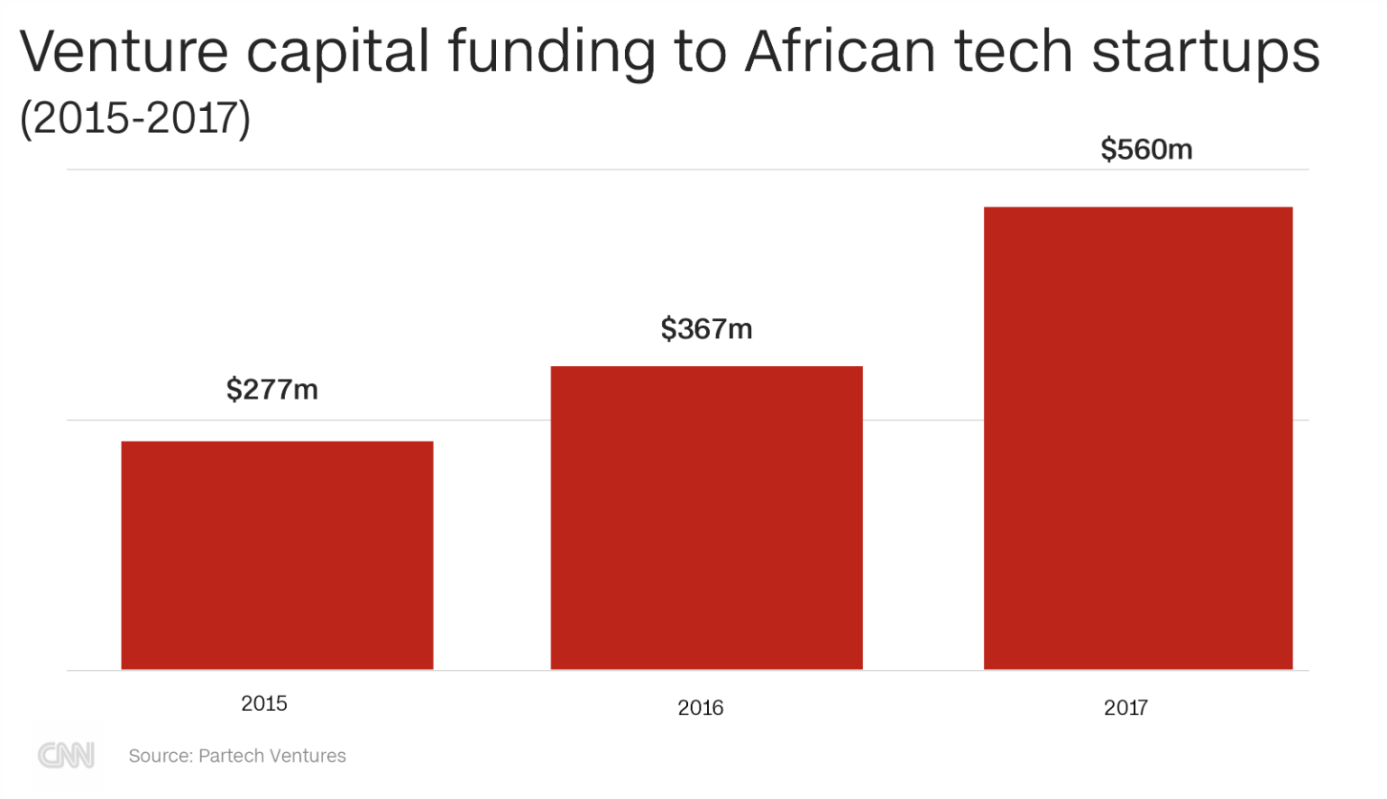 Venture capital funding to African tech startups
(2015-2017)
$560m
$367m
$277m
2015
2016
2017
CNN
Source: Partech Ventures